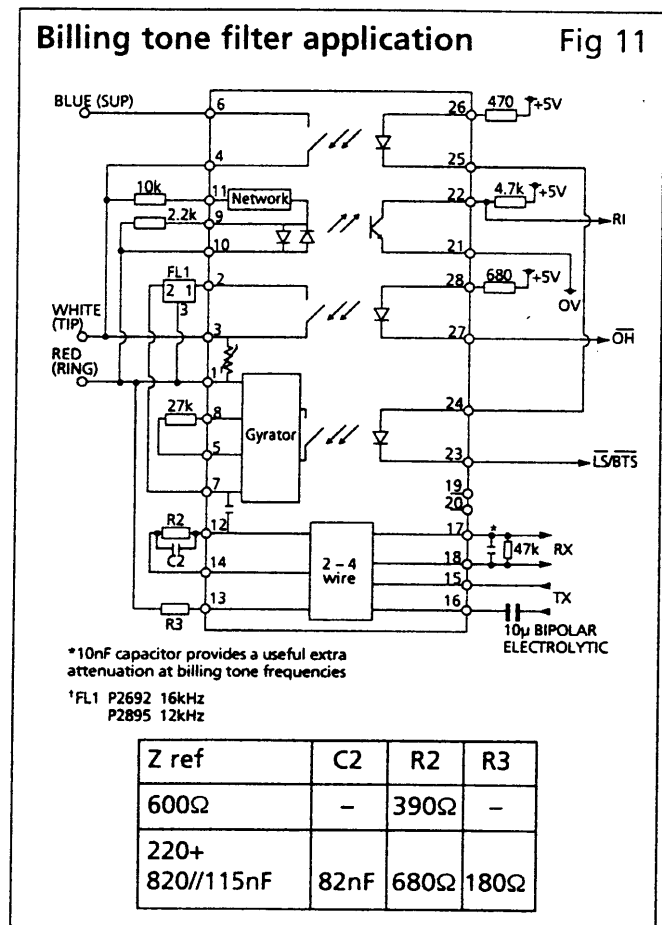 Billing tone filter application Fig 11
BLUE (SUP)
6
26
470
+5V
4
25
10k
11
Network
22
4.7k
+5V
2.2k
9
RI
10
21
FL1
2 1
3
2
28
680
+5V
0V
WHITE
(TIP)
3
27
OH
RED
(RING)
1
24
27k
8
Gyrator
5
23
LS/BTS
7
19
20
R2
12
17
*
C2
47k
RX
14
2 – 4
wire
18
15
TX
R3
13
16
10µ BIPOLAR
ELECTROLYTIC
*10nF capacitor provides a useful extra
attenuation at billing tone frequencies
†FL1 P2692 16kHz
P2895 12kHz
Z ref C2 R2 R3
600Ω – 390Ω –
220+
820//115nF 82nF 680Ω 180Ω